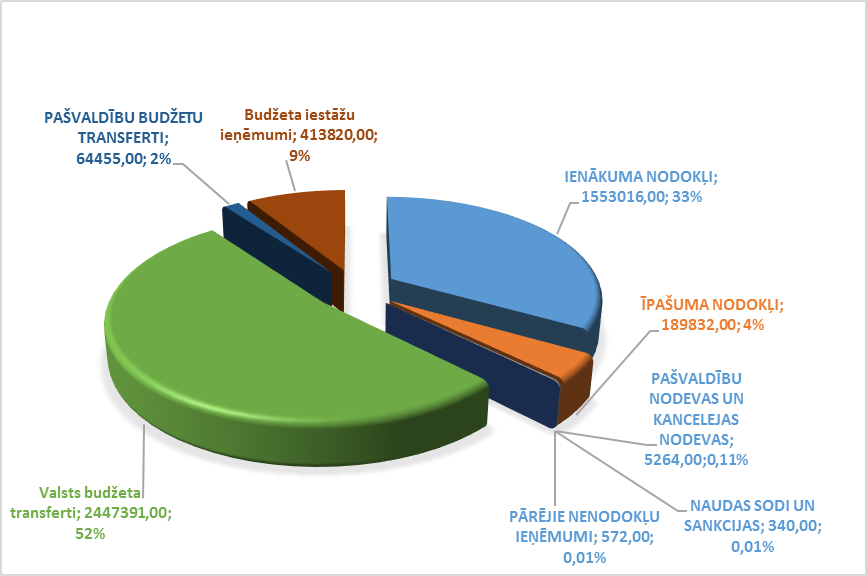 PAŠVALDĪBU BUDŽETU
TRANSFERTI;
64455,00; 2%
Budžeta iestāžu
ieņēmumi; 413820,00;
9%
IENĀKUMA NODOKĻI;
1553016,00; 33%
ĪPAŠUMA NODOKĻI;
189832,00; 4%
PAŠVALDĪBU
NODEVAS UN
KANCELEJAS
NODEVAS;
5264,00;0,11%
NAUDAS SODI UN
SANKCIJAS; 340,00;
0,01%
PĀRĒJIE NENODOKĻU
IEŅĒMUMI; 572,00;
0,01%
Valsts budžeta
transferti; 2447391,00;
52%